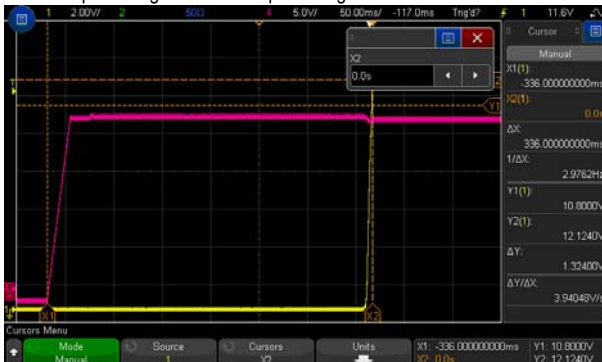 1 2.00V/ 2 50Ω 4 5.0V/ 50.00ms/ -117.0ms Trig'd? 1 11.6V
Cursor
Manual
X2
0.0s
X1(1):
-336.000000000ms
X2(1):
0.0s
ΔX:
336.000000000ms
1/ΔX:
2.9762Hz
Y1(1):
10.8000V
Y2(1):
12.1240V
ΔY:
1.32400V
ΔY/ΔX:
3.94048V/s
Y1
X1
X2
Cursors Menu
Mode
Manual
Source
1
Cursors
X2
Units
X1: -336.000000000ms
X2: 0.0s
Y1: 10.8000V
Y2: 12.1240V